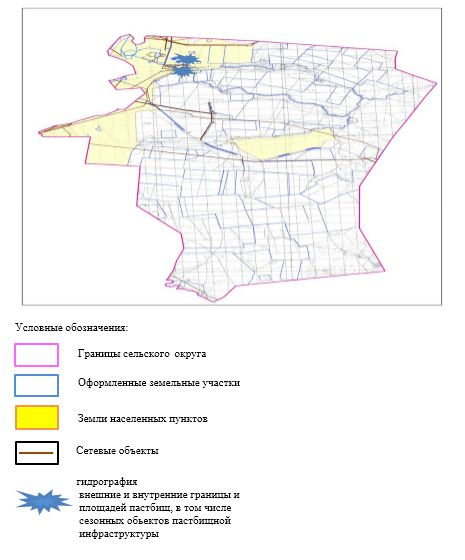 Условные обозначения:
Границы сельского округа
Оформленные земельные участки
Земли населенных пунктов
Сетевые объекты
гидрография
внешние и внутренние границы и
площадей пастбищ, в том числе
сезонных обьектов пастбищной
инфраструктуры